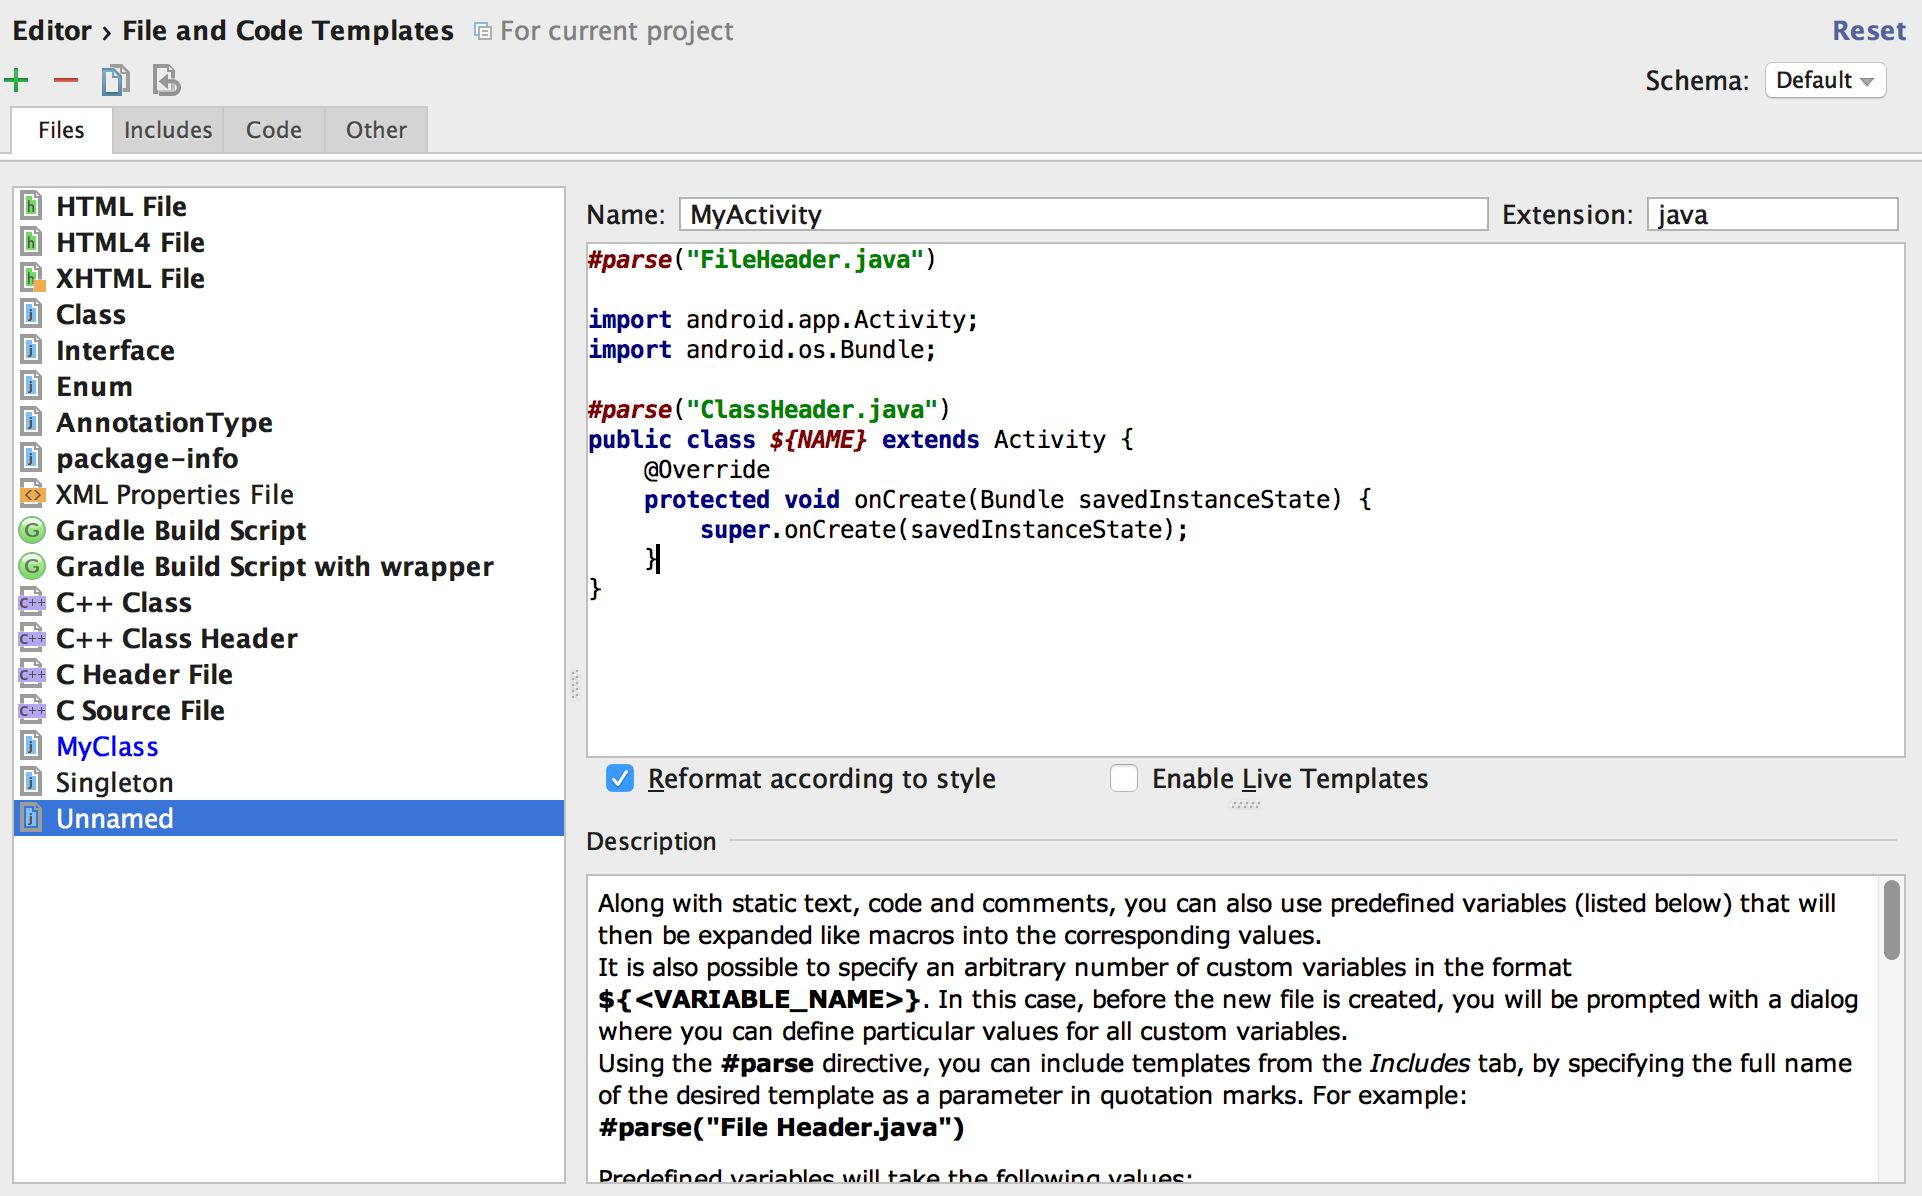 Editor › File and Code Templates For current project Reset
Schema: Default
Files Includes Code Other
HTML File
HTML4 File
XHTML File
Class
Interface
Enum
AnnotationType
package-info
XML Properties File
Gradle Build Script
Gradle Build Script with wrapper
C++ Class
C++ Class Header
C Header File
C Source File
MyClass
Singleton
Unnamed
Name: MyActivity Extension: java
#parse("FileHeader.java")
import android.app.Activity;
import android.os.Bundle;
#parse("ClassHeader.java")
public class ${NAME} extends Activity {
    @Override
    protected void onCreate(Bundle savedInstanceState) {
        super.onCreate(savedInstanceState);
    }
}
Reformat according to style Enable Live Templates
Description
Along with static text, code and comments, you can also use predefined variables (listed below) that will
then be expanded like macros into the corresponding values.
It is also possible to specify an arbitrary number of custom variables in the format
${<VARIABLE_NAME>}. In this case, before the new file is created, you will be prompted with a dialog
where you can define particular values for all custom variables.
Using the #parse directive, you can include templates from the Includes tab, by specifying the full name
of the desired template as a parameter in quotation marks. For example:
#parse("File Header.java")
Predefined variables will take the following values: